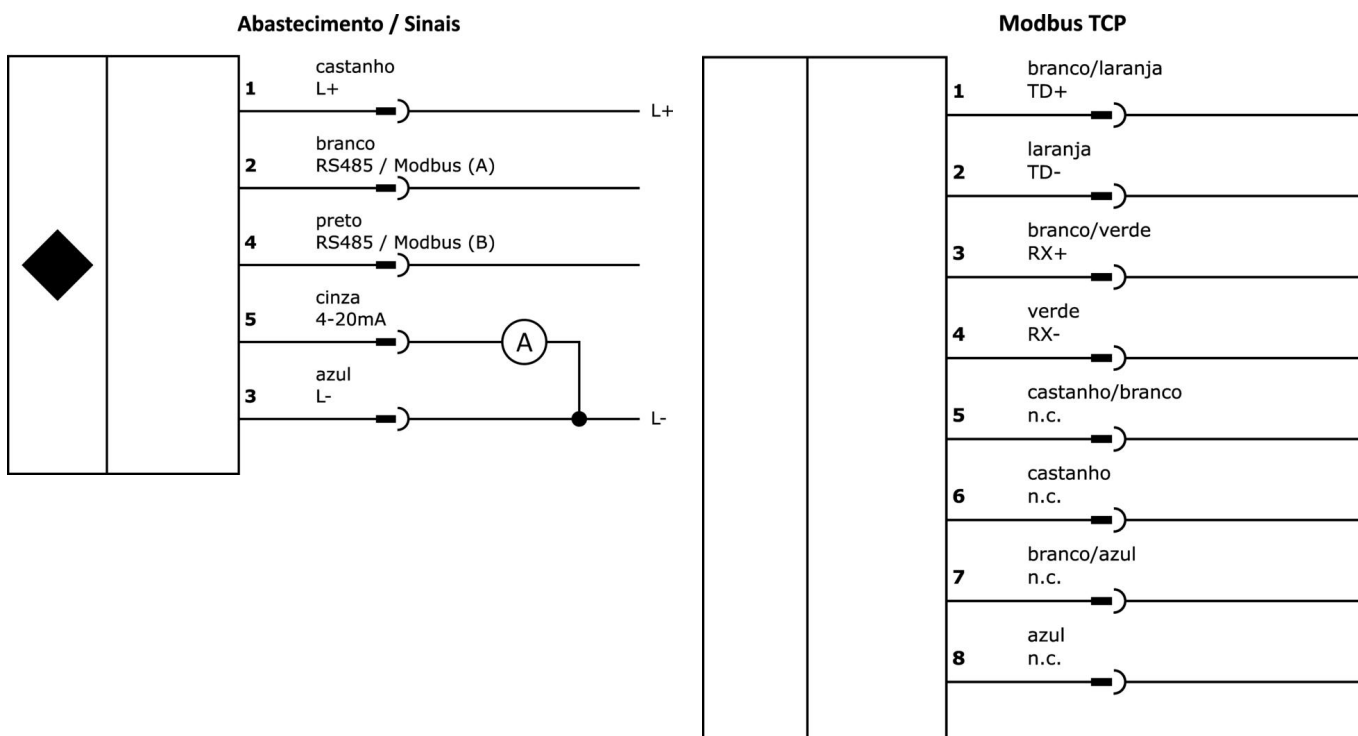 Abastecimento / Sinais
1
castanho
L+
L+
2
branco
RS485 / Modbus (A)
4
preto
RS485 / Modbus (B)
5
cinza
4-20mA
A
3
azul
L-
L-
Modbus TCP
1
branco/laranja
TD+
2
laranja
TD-
3
branco/verde
RX+
4
verde
RX-
5
castanho/branco
n.c.
6
castanho
n.c.
7
branco/azul
n.c.
8
azul
n.c.